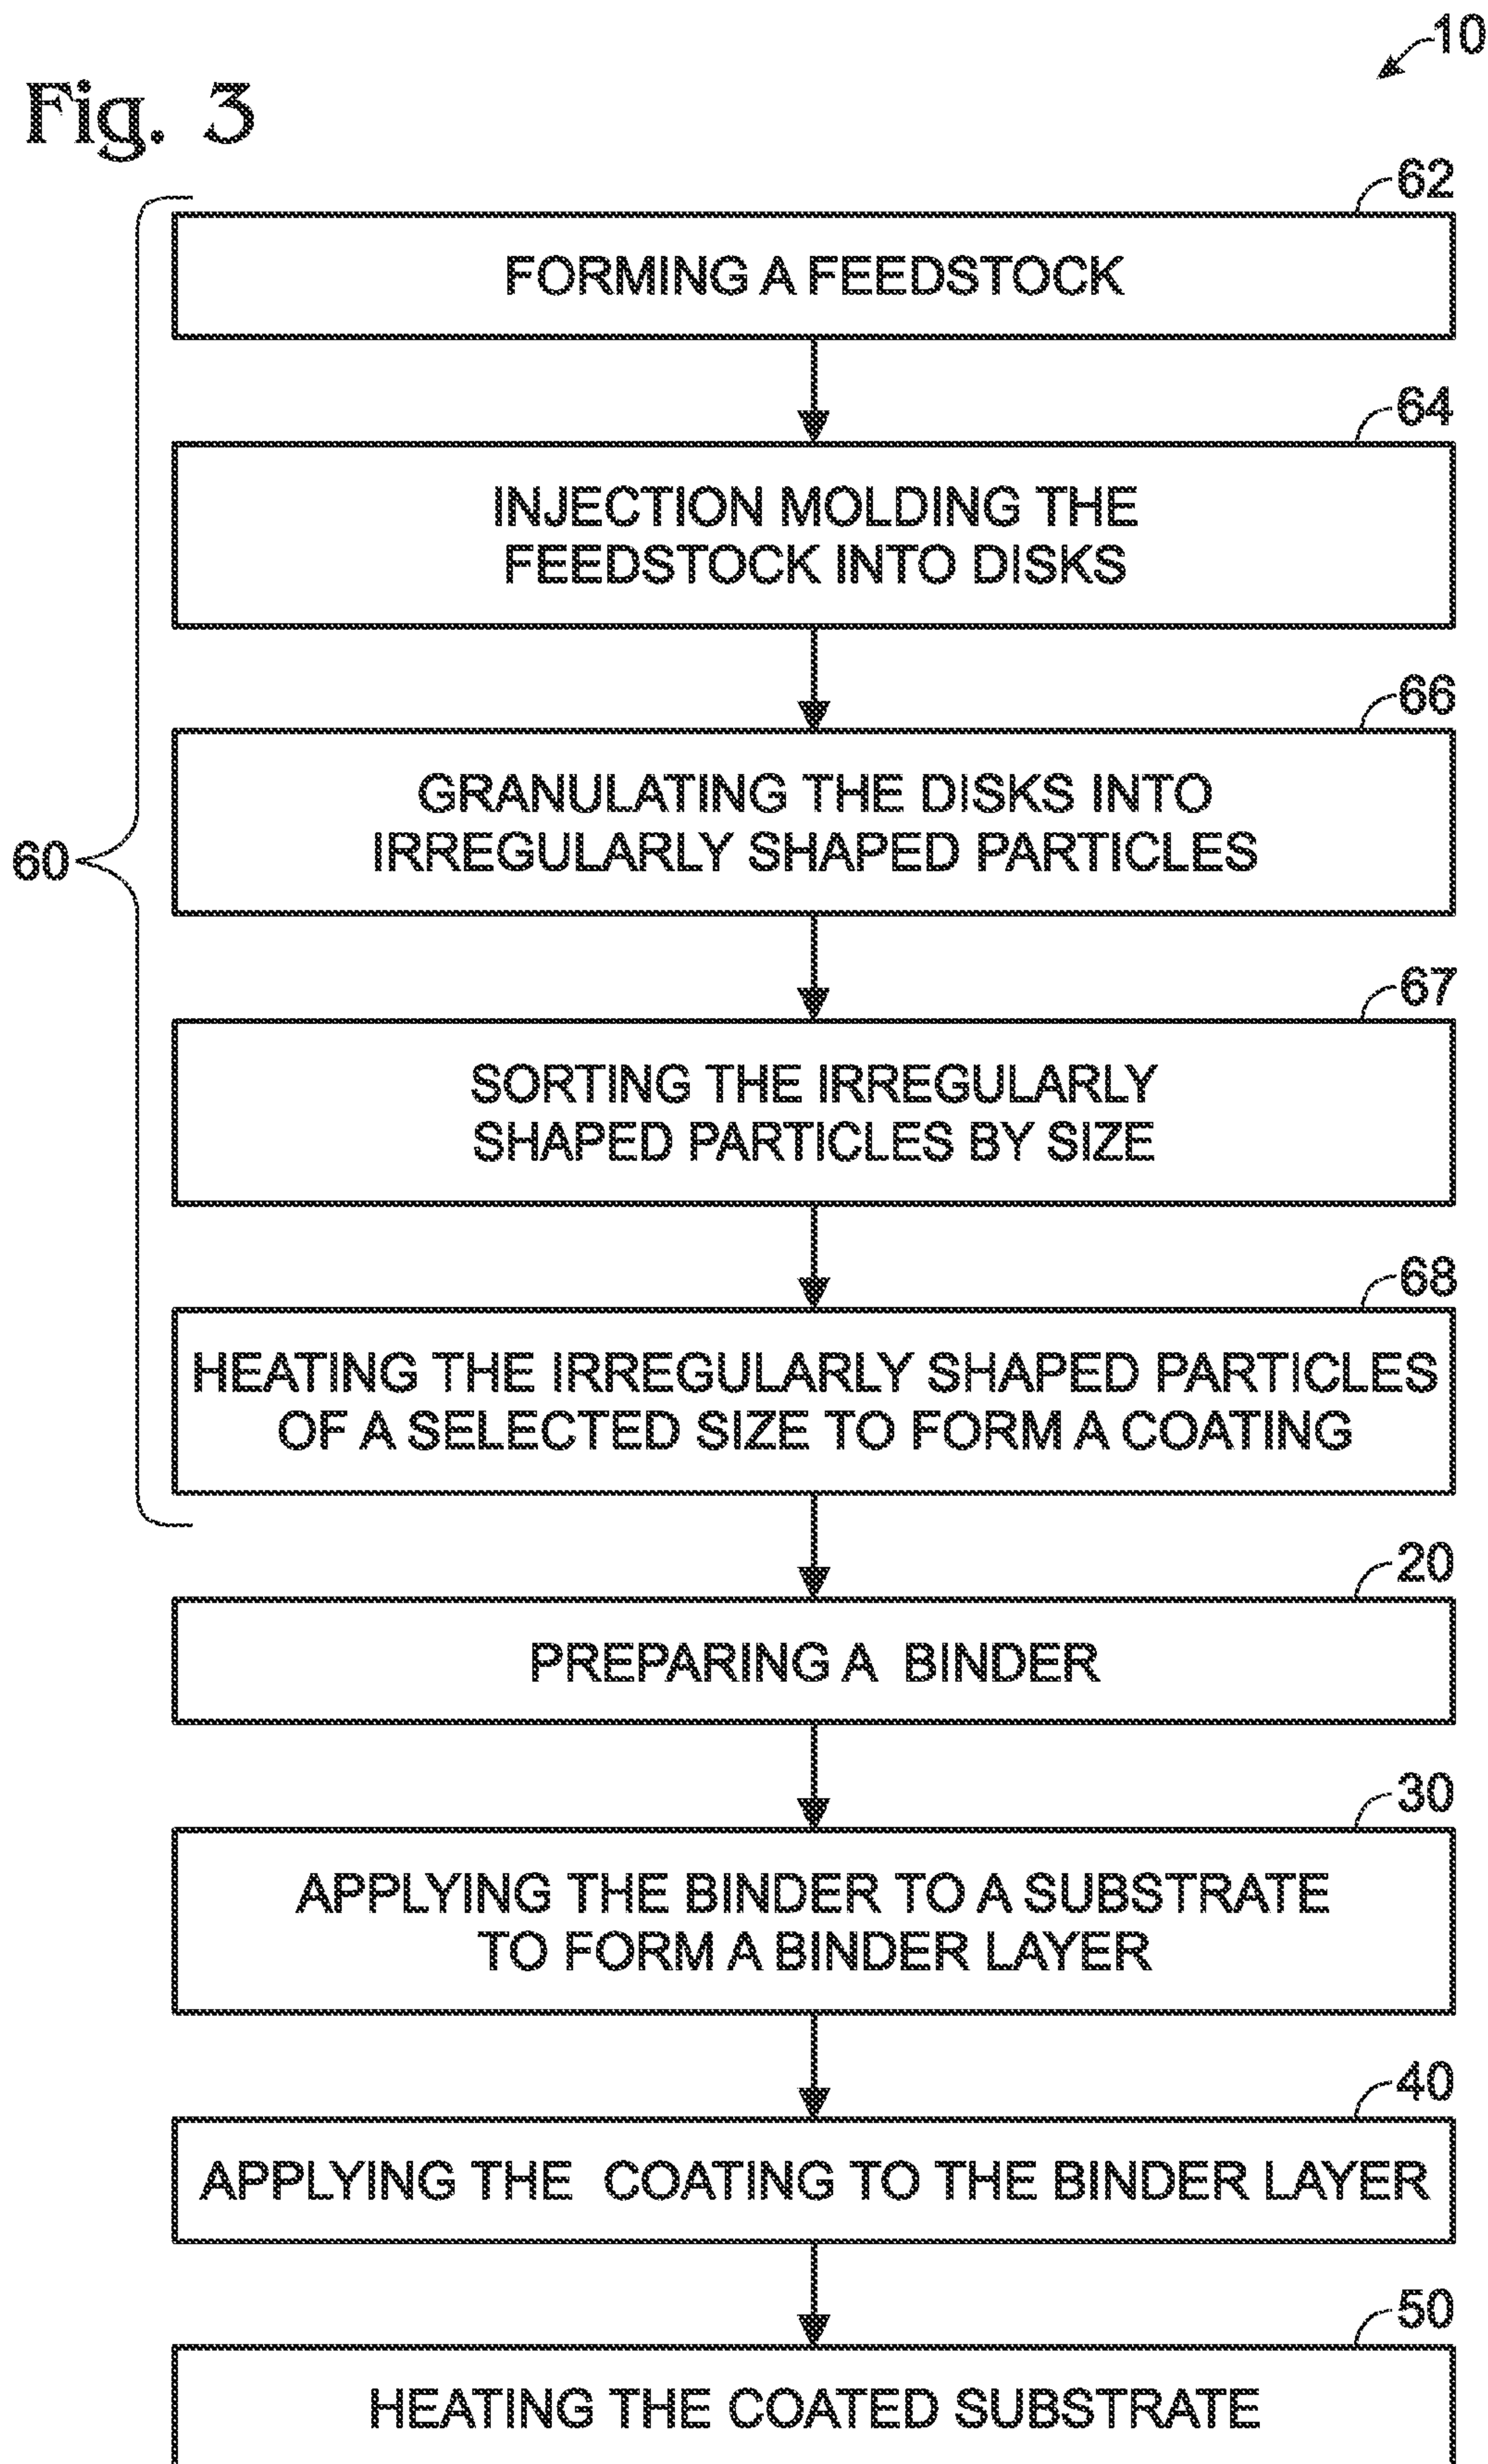 10
Fig. 3
62
FORMING A FEEDSTOCK
64
INJECTION MOLDING THE
FEEDSTOCK INTO DISKS
66
GRANULATING THE DISKS INTO
IRREGULARLY SHAPED PARTICLES
60
67
SORTING THE IRREGULARLY
SHAPED PARTICLES BY SIZE
68
HEATING THE IRREGULARLY SHAPED PARTICLES
OF A SELECTED SIZE TO FORM A COATING
20
PREPARING A BINDER
30
APPLYING THE BINDER TO A SUBSTRATE
TO FORM A BINDER LAYER
40
APPLYING THE COATING TO THE BINDER LAYER
50
HEATING THE COATED SUBSTRATE